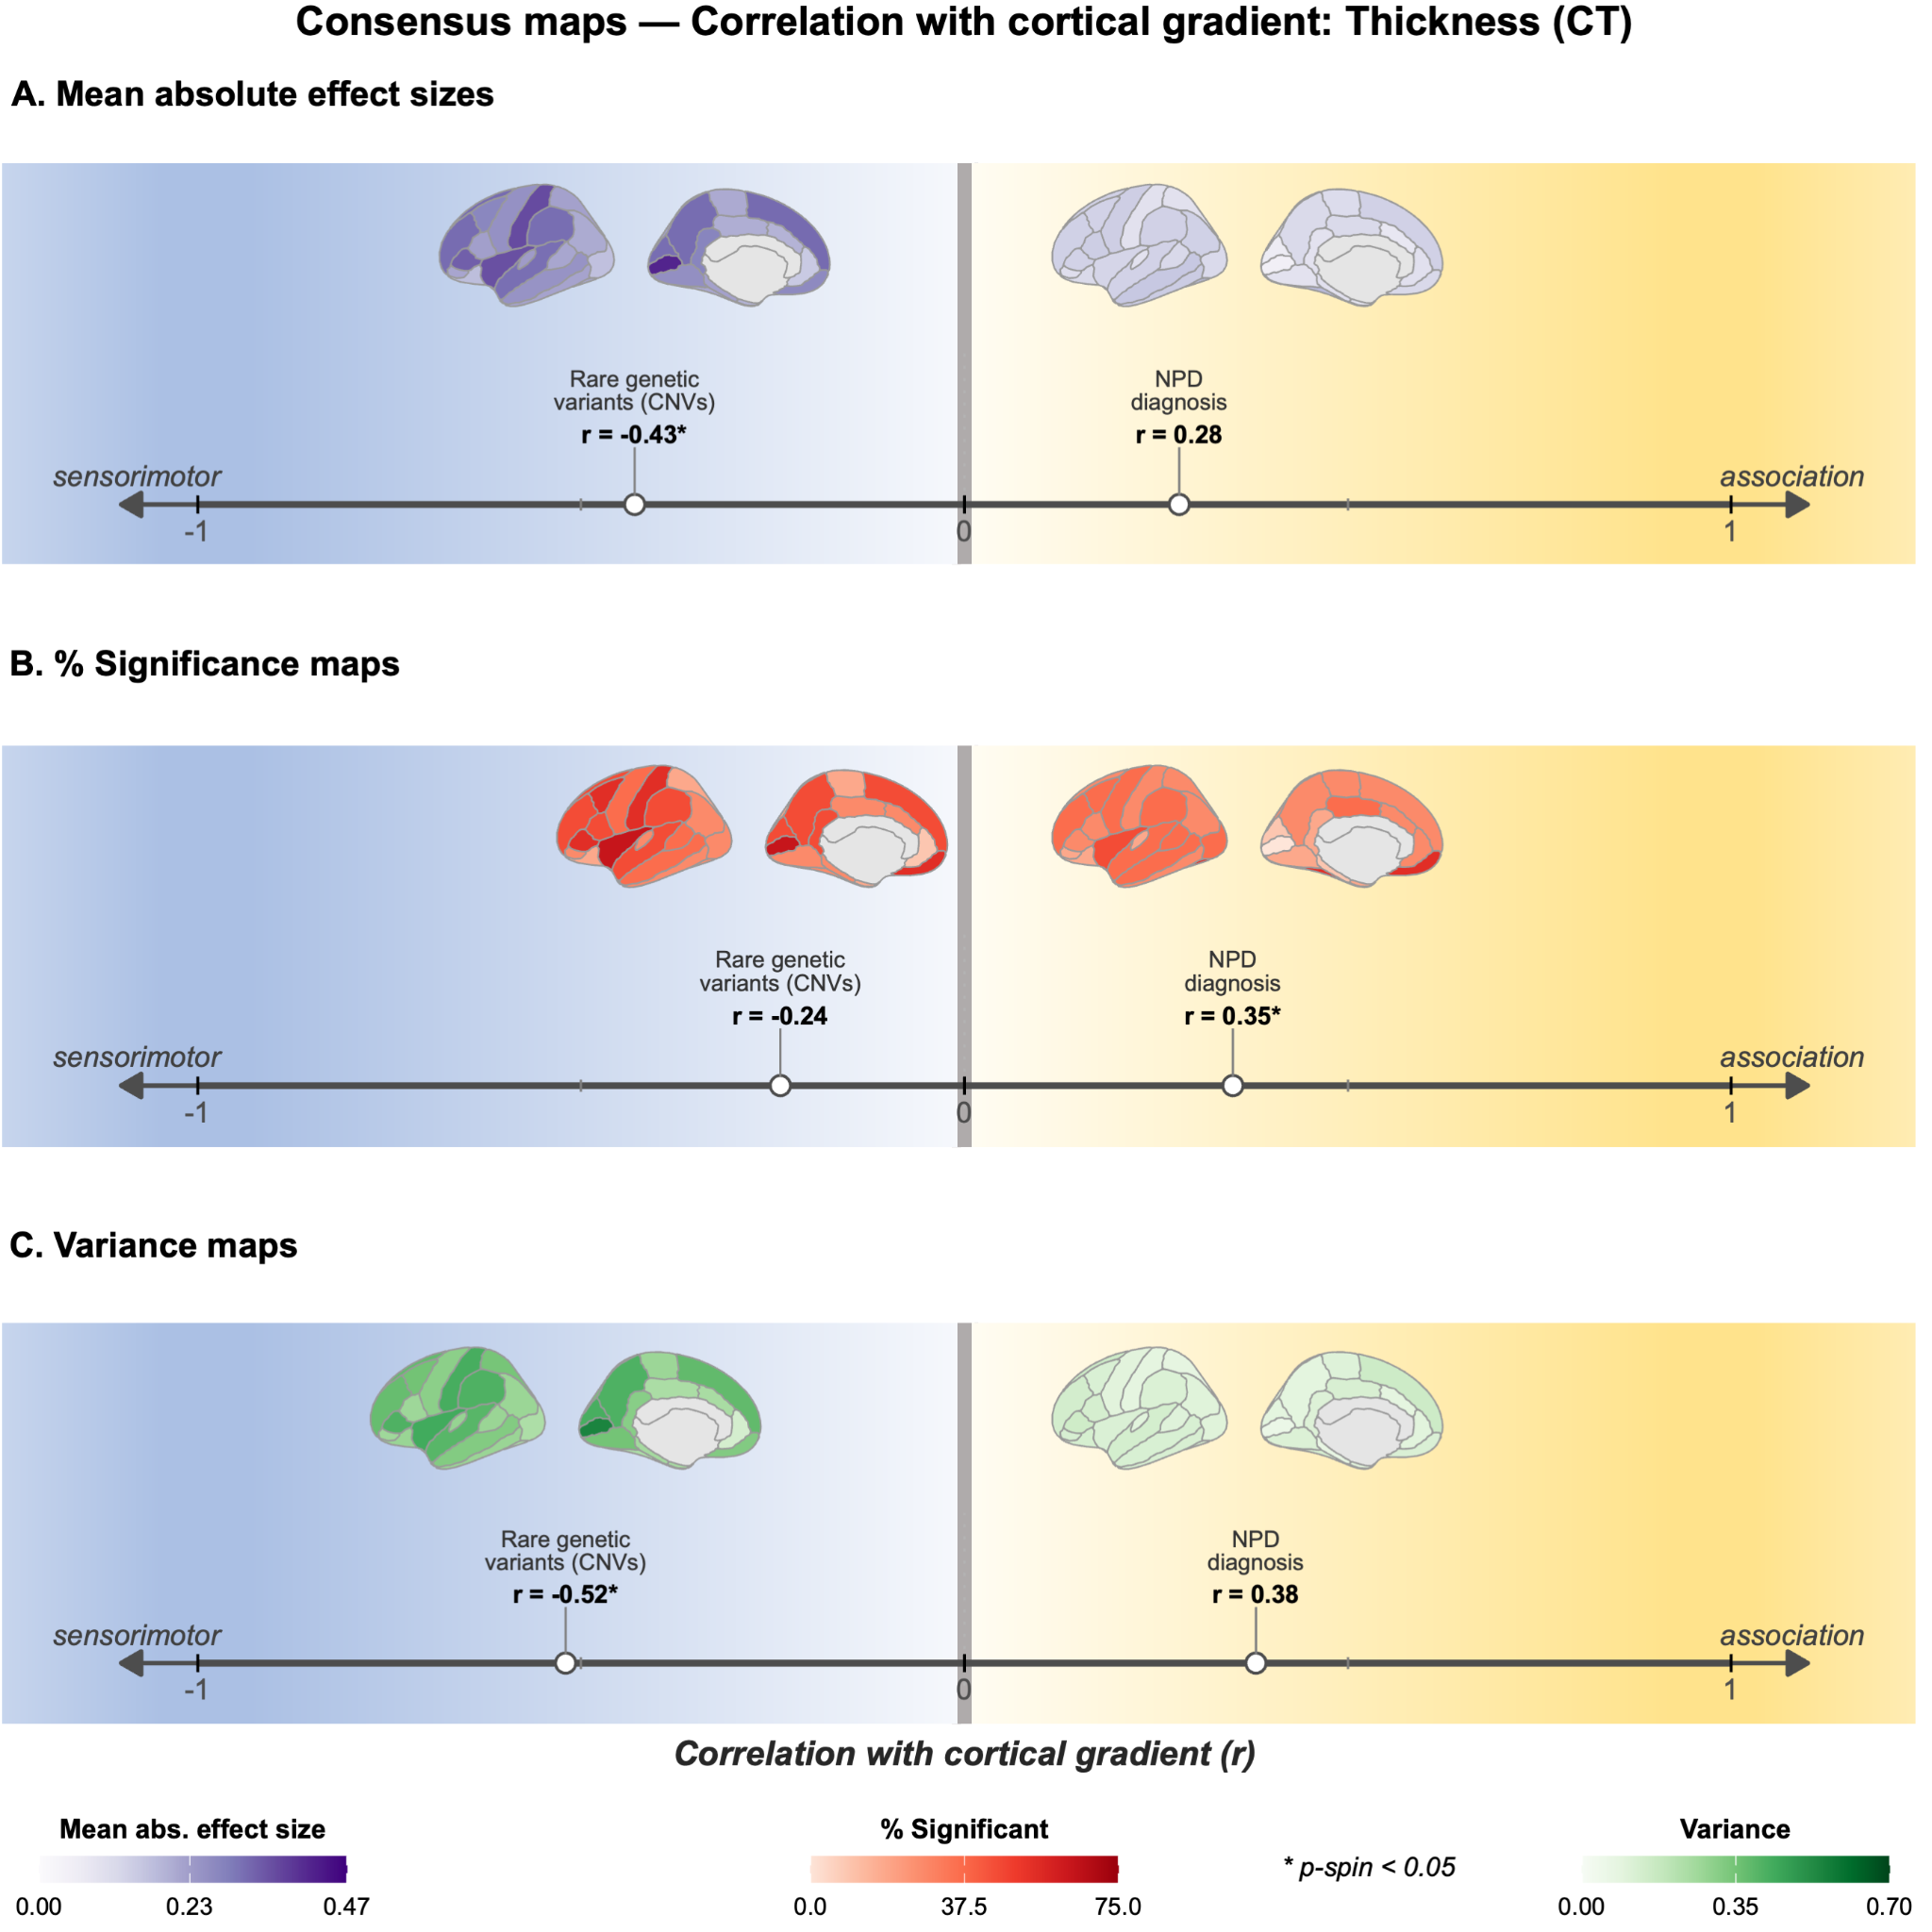 Consensus maps — Correlation with cortical gradient: Thickness (CT)
A. Mean absolute effect sizes
Rare genetic
variants (CNVs)
r = -0.43*
NPD
diagnosis
r = 0.28
sensorimotor
association
-1
0
1
B. % Significance maps
Rare genetic
variants (CNVs)
r = -0.24
NPD
diagnosis
r = 0.35*
sensorimotor
association
-1
0
1
C. Variance maps
Rare genetic
variants (CNVs)
r = -0.52*
NPD
diagnosis
r = 0.38
sensorimotor
association
-1
0
1
Correlation with cortical gradient (r)
Mean abs. effect size
0.00 0.23 0.47
% Significant
0.0 37.5 75.0
* p-spin < 0.05
Variance
0.00 0.35 0.70